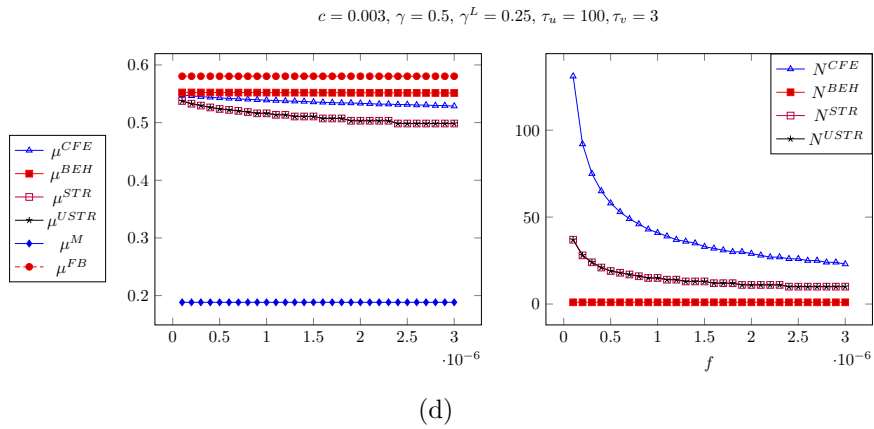 c = 0.003, γ = 0.5, γ^L = 0.25, τ_u = 100, τ_v = 3
μ^CFE
μ^BEH
μ^STR
μ^USTR
μ^M
μ^FB
0.6
0.5
0.4
0.3
0.2
0 0.5 1 1.5 2 2.5 3
·10^−6
N^CFE
N^BEH
N^STR
N^USTR
100
50
0
0 0.5 1 1.5 2 2.5 3
·10^−6
f
(d)